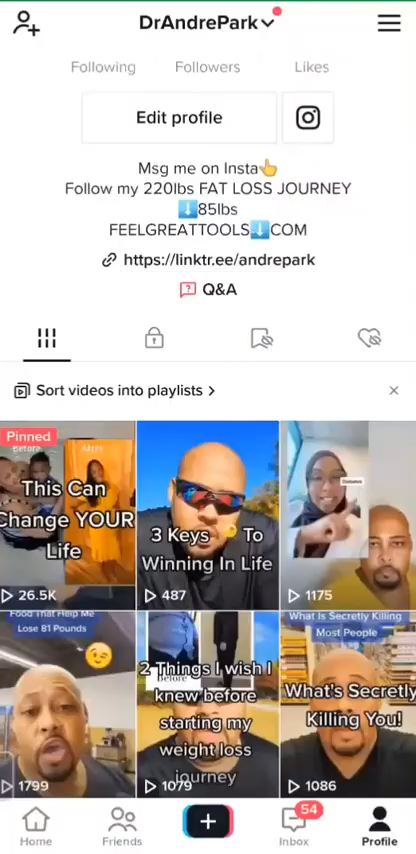 DrAndrePark
Following
Followers
Likes
Edit profile
Msg me on Insta👆
Follow my 220lbs FAT LOSS JOURNEY
⬇️85lbs
FEELGREATTOOLS⬇️COM
https://linktr.ee/andrepark
Q&A
Sort videos into playlists >
Pinned
Before
After
This Can
Change YOUR
Life
26.5K
3 Keys To
Winning In Life
487
1175
Food That Help Me
Lose 81 Pounds
1799
Before
2 Things I wish I
knew before
starting my
weight loss
journey
1079
What Is Secretly Killing
Most People
What's Secretly
Killing You!
1086
Home
Friends
54
Inbox
Profile